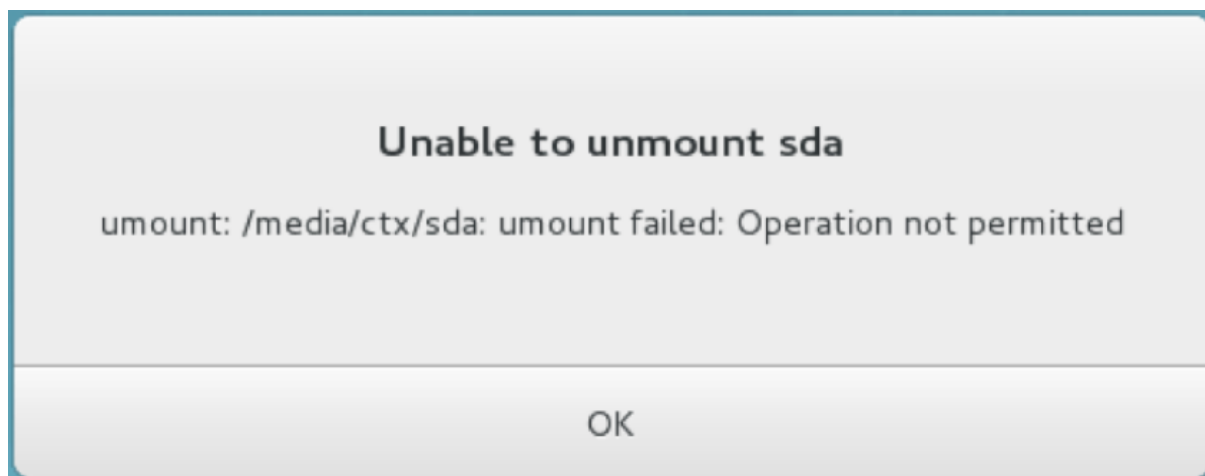 Unable to unmount sda
umount: /media/ctx/sda: umount failed: Operation not permitted
OK